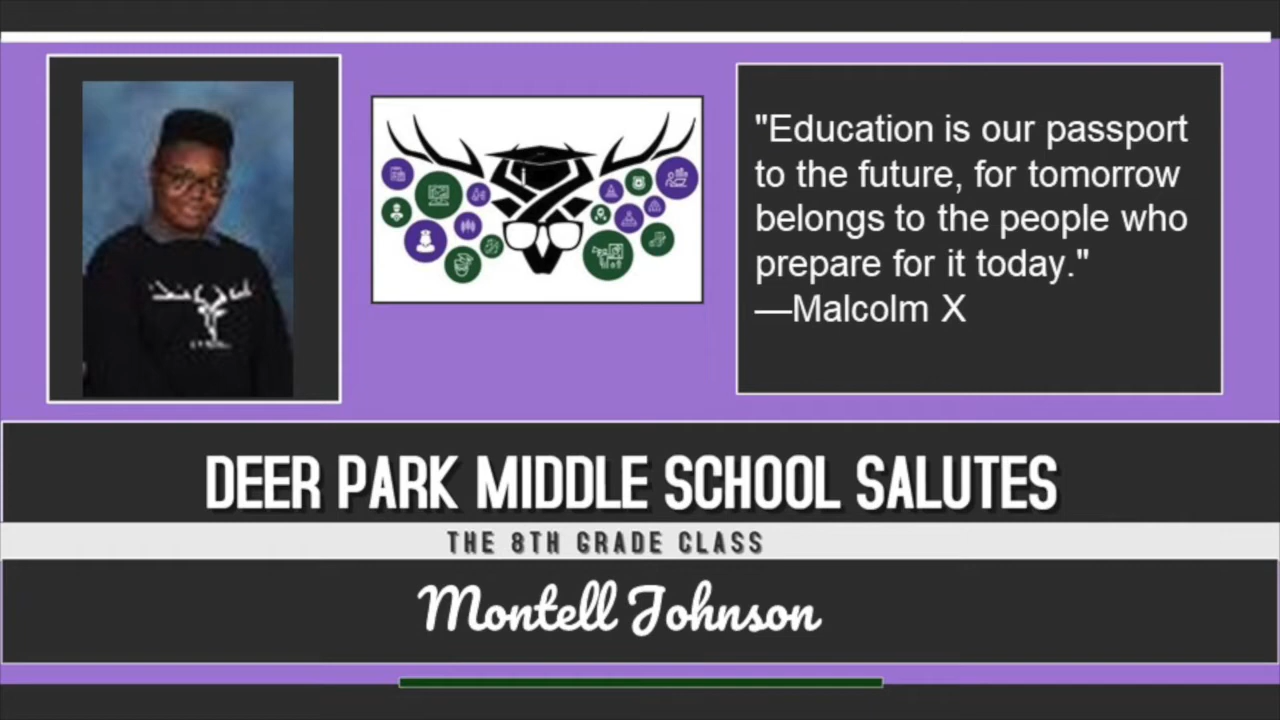 "Education is our passport
to the future, for tomorrow
belongs to the people who
prepare for it today."
—Malcolm X
DEER PARK MIDDLE SCHOOL SALUTES
THE 8TH GRADE CLASS
Montell Johnson